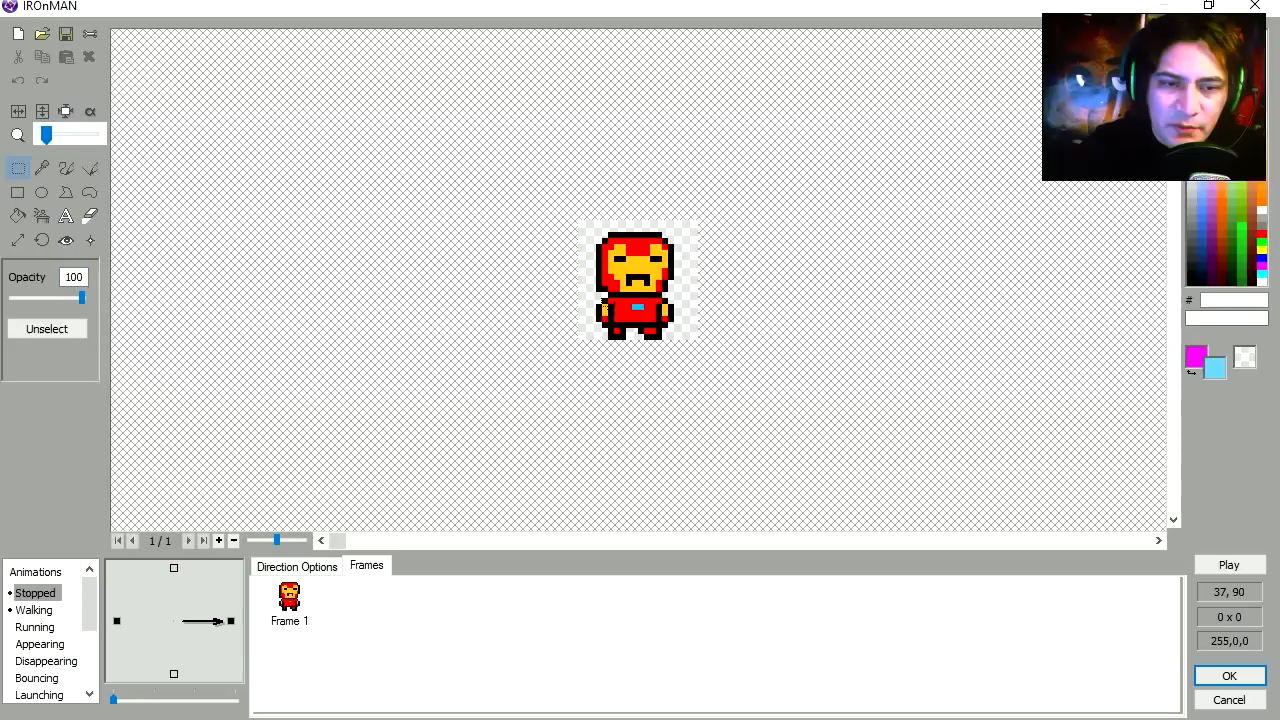 IROnMAN
α
A
Opacity
100
Unselect
#
1 / 1
Animations
Stopped
Walking
Running
Appearing
Disappearing
Bouncing
Launching
Direction Options
Frames
Frame 1
Play
37, 90
0 x 0
255,0,0
OK
Cancel